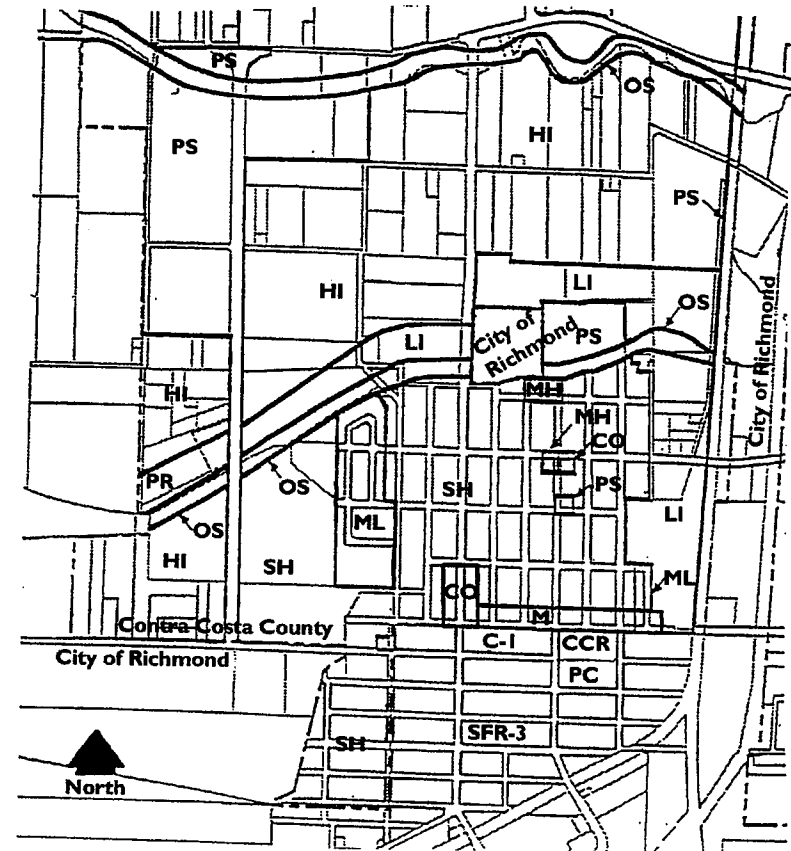 PS
OS
HI
PS
PS
LI
HI
OS
City of
Richmond
PS
LI
City of Richmond
HI
MH
MH
CO
PR
OS
SH
PS
ML
LI
OS
HI
SH
ML
CO
M
Contra Costa County
C-1
CCR
City of Richmond
PC
SFR-3
SH
North